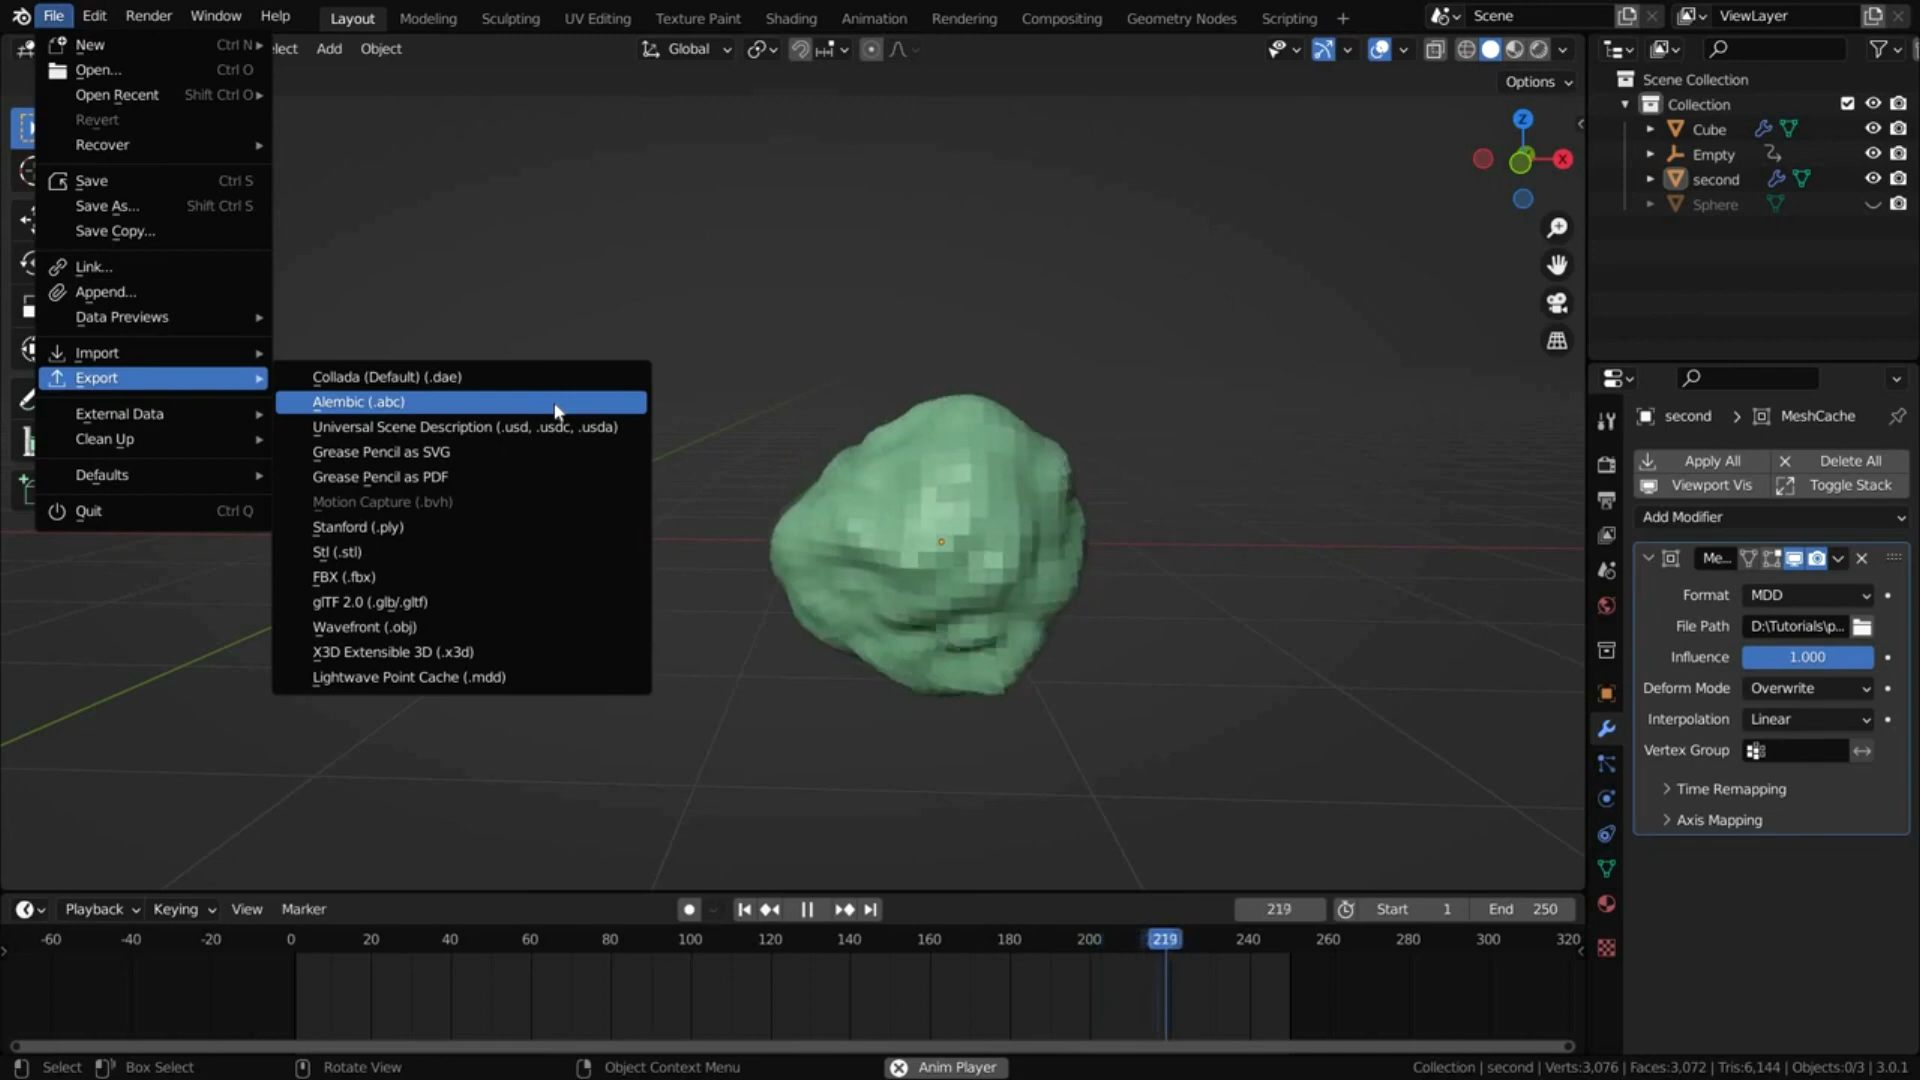 File Edit Render Window Help
Layout Modeling Sculpting UV Editing Texture Paint Shading Animation Rendering Compositing Geometry Nodes Scripting +
Scene
ViewLayer
New Ctrl N
Open... Ctrl O
Open Recent Shift Ctrl O
Revert
Recover
Save Ctrl S
Save As... Shift Ctrl S
Save Copy...
Link...
Append...
Data Previews
Import
Export
External Data
Clean Up
Defaults
Quit Ctrl Q
Collada (Default) (.dae)
Alembic (.abc)
Universal Scene Description (.usd, .usdc, .usda)
Grease Pencil as SVG
Grease Pencil as PDF
Motion Capture (.bvh)
Stanford (.ply)
Stl (.stl)
FBX (.fbx)
glTF 2.0 (.glb/.gltf)
Wavefront (.obj)
X3D Extensible 3D (.x3d)
Lightwave Point Cache (.mdd)
lect Add Object
Global
Options
Z
X
Scene Collection
Collection
Cube
Empty
second
Sphere
second > MeshCache
Apply All Delete All
Viewport Vis Toggle Stack
Add Modifier
Me...
Format MDD
File Path D:\Tutorials\p...
Influence 1.000
Deform Mode Overwrite
Interpolation Linear
Vertex Group
Time Remapping
Axis Mapping
Playback Keying View Marker
219 Start 1 End 250
-60 -40 -20 0 20 40 60 80 100 120 140 160 180 200 219 240 260 280 300 320
Select Box Select Rotate View Object Context Menu Anim Player
Collection | second | Verts:3,076 | Faces:3,072 | Tris:6,144 | Objects:0/3 | 3.0.1